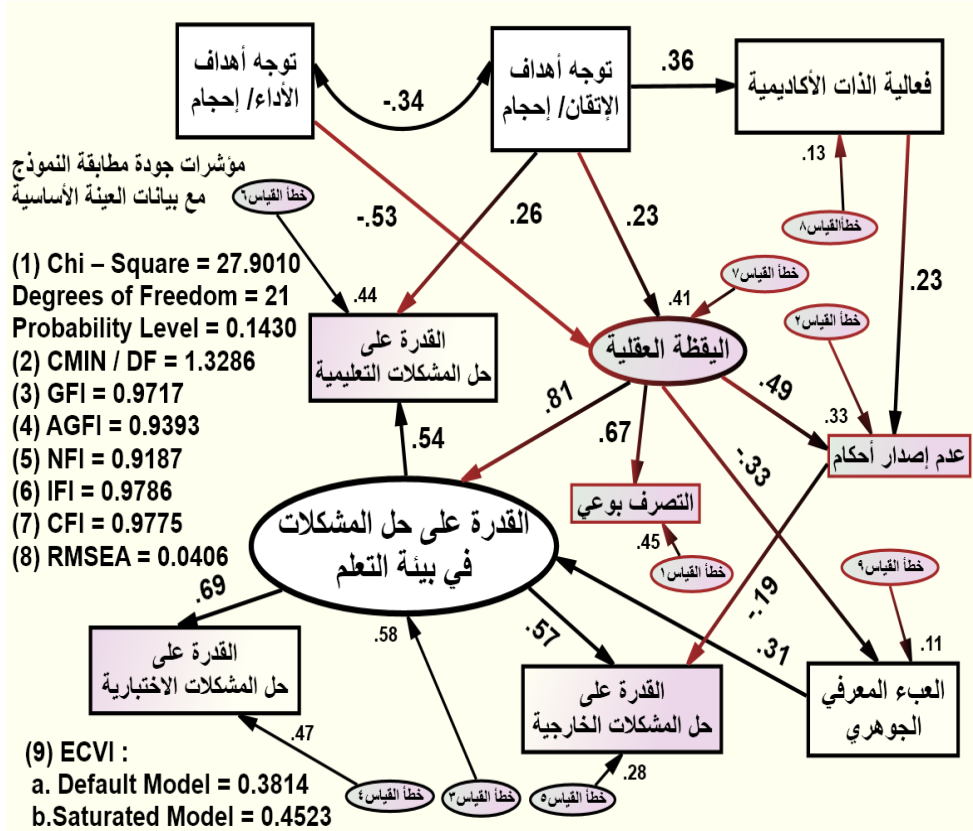 توجه أهداف
الأداء/ إحجام
-.34
توجه أهداف
الإتقان/ إحجام
.36
فعالية الذات الأكاديمية
.13
خطأ القياس٨
مؤشرات جودة مطابقة النموذج
مع بيانات العينة الأساسية
خطأ القياس٦
-.53
.26
.23
.23
(1) Chi – Square = 27.9010
Degrees of Freedom = 21
Probability Level = 0.1430
(2) CMIN / DF = 1.3286
(3) GFI = 0.9717
(4) AGFI = 0.9393
(5) NFI = 0.9187
(6) IFI = 0.9786
(7) CFI = 0.9775
(8) RMSEA = 0.0406
.44
القدرة على
حل المشكلات التعليمية
.41
خطأ القياس٧
اليقظة العقلية
خطأ القياس٢
.33
عدم إصدار أحكام
.54
.81
.67
.49
-.33
التصرف بوعي
.45
خطأ القياس١
القدرة على حل المشكلات
في بيئة التعلم
-.19
خطأ القياس٩
.11
.69
.58
.57
.31
القدرة على
حل المشكلات الاختبارية
.47
القدرة على
حل المشكلات الخارجية
.28
العبء المعرفي
الجوهري
خطأ القياس٤
خطأ القياس٣
خطأ القياس٥
(9) ECVI :
a. Default Model = 0.3814
b.Saturated Model = 0.4523